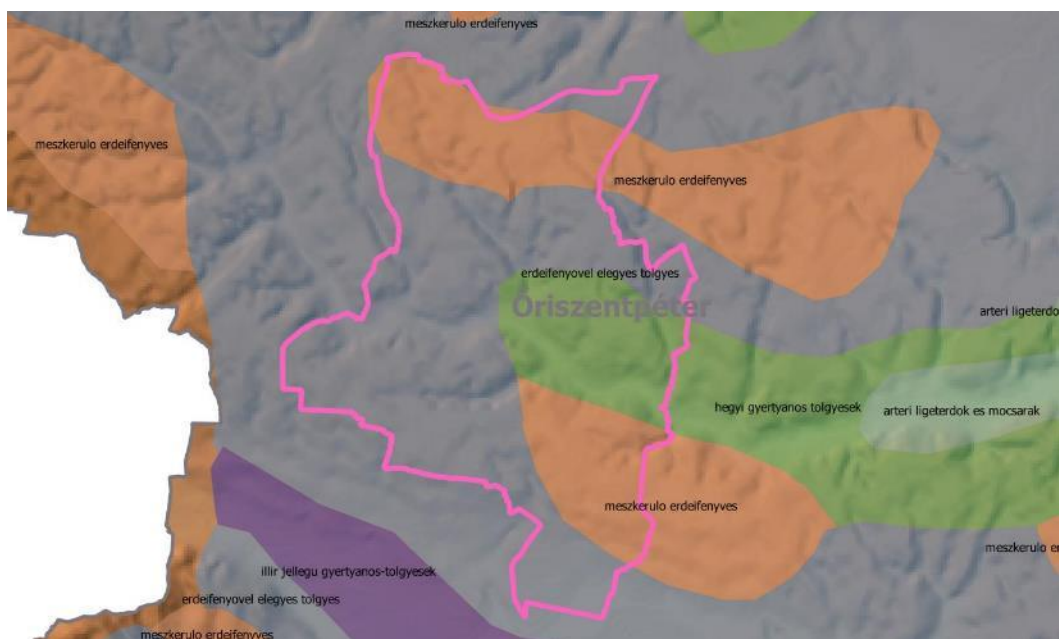 meszkerulo erdeifenyves
meszkerulo erdeifenyves
meszkerulo erdeifenyves
erdeifenyovel elegyes tolgyes
Őriszentpéter
arteri ligeterdo
hegyi gyertyanos tolgyesek
arteri ligeterdok es mocsarak
meszkerulo erdeifenyves
meszkerulo er
illir jellegu gyertyanos-tolgyesek
erdeifenyovel elegyes tolgyes
meszkerulo erdeifenyves